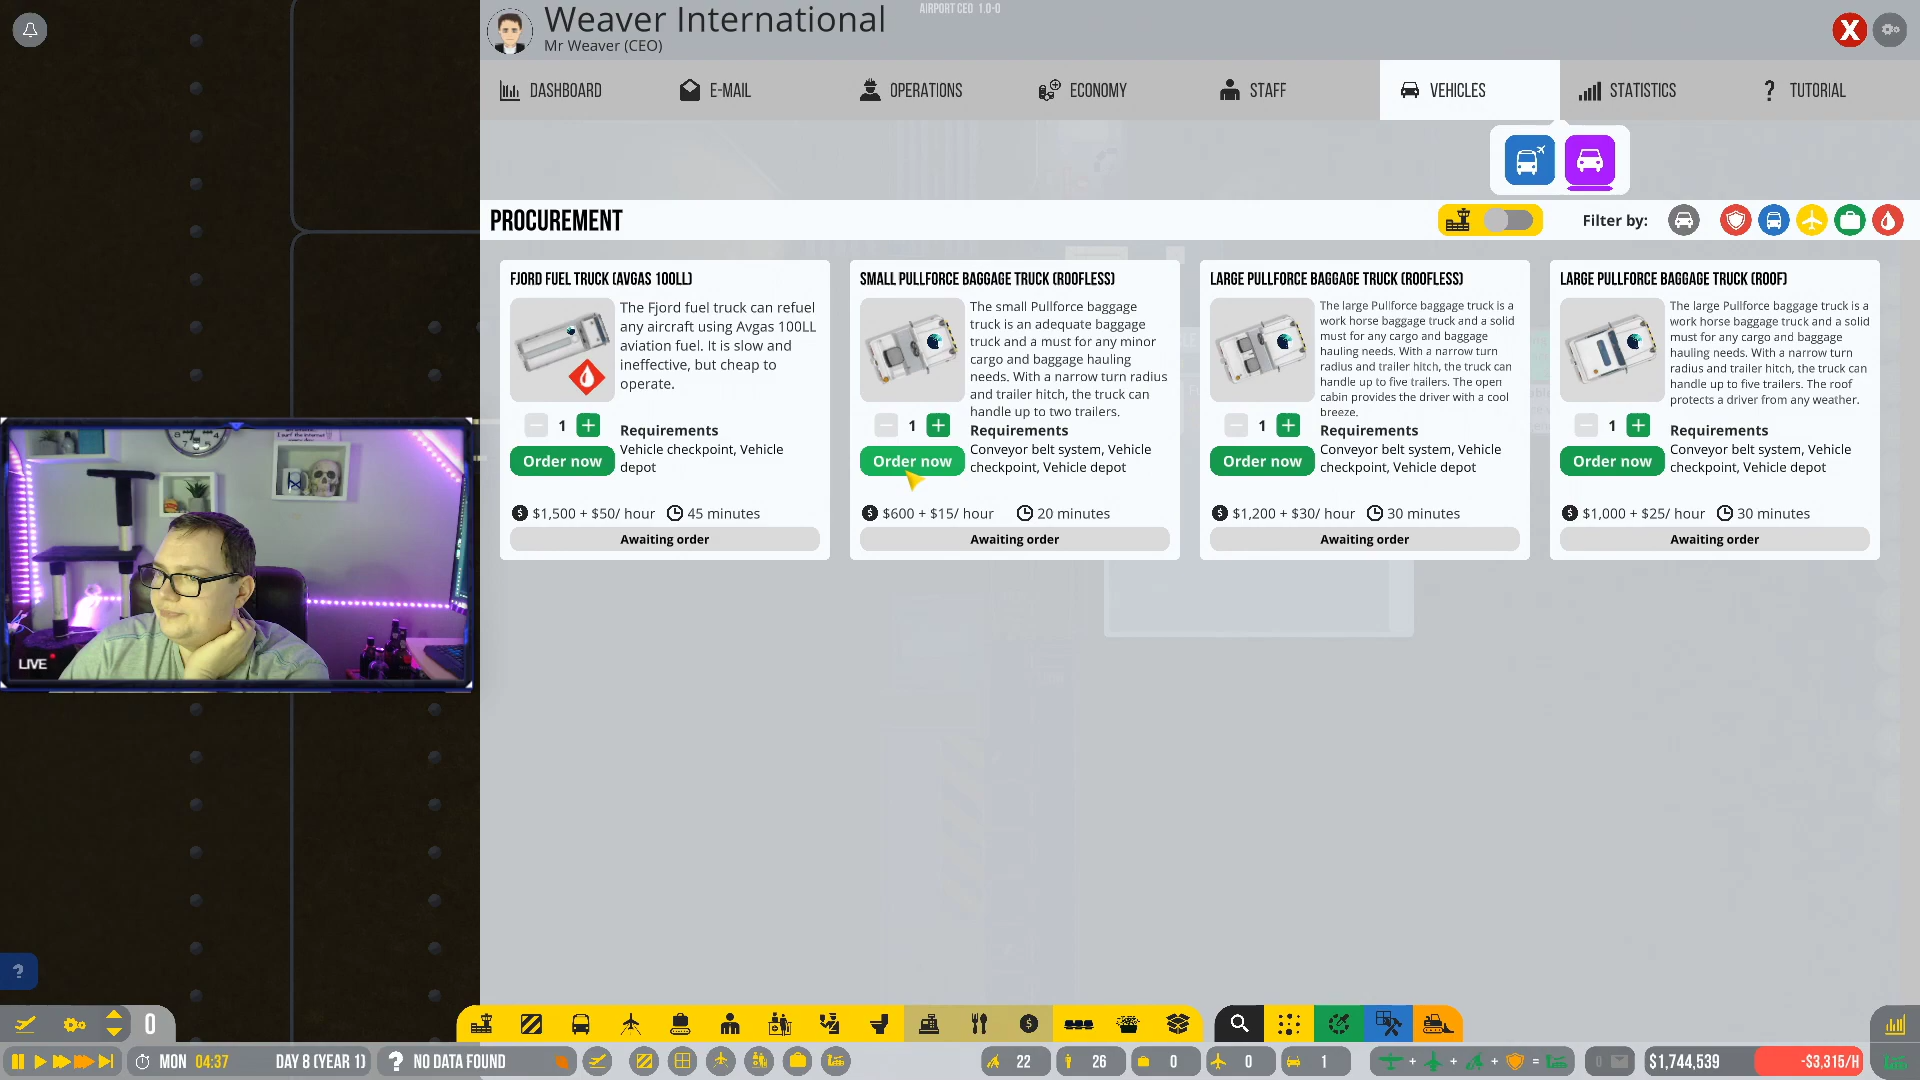 AIRPORT CEO 1.0-0
Weaver International
Mr Weaver (CEO)
X
DASHBOARD
E-MAIL
OPERATIONS
ECONOMY
STAFF
VEHICLES
STATISTICS
? TUTORIAL
PROCUREMENT
Filter by:
FJORD FUEL TRUCK (AVGAS 100LL)
The Fjord fuel truck can refuel
any aircraft using Avgas 100LL
aviation fuel. It is slow and
ineffective, but cheap to
operate.
1
Requirements
Order now
Vehicle checkpoint, Vehicle
depot
$1,500 + $50/ hour
45 minutes
Awaiting order
SMALL PULLFORCE BAGGAGE TRUCK (ROOFLESS)
The small Pullforce baggage
truck is an adequate baggage
truck and a must for any minor
cargo and baggage hauling
needs. With a narrow turn radius
and trailer hitch, the truck can
handle up to two trailers.
1
Requirements
Order now
Conveyor belt system, Vehicle
checkpoint, Vehicle depot
$600 + $15/ hour
20 minutes
Awaiting order
LARGE PULLFORCE BAGGAGE TRUCK (ROOFLESS)
The large Pullforce baggage truck is a
work horse baggage truck and a solid
must for any cargo and baggage
hauling needs. With a narrow turn
radius and trailer hitch, the truck can
handle up to five trailers. The open
cabin provides the driver with a cool
breeze.
1
Requirements
Order now
Conveyor belt system, Vehicle
checkpoint, Vehicle depot
$1,200 + $30/ hour
30 minutes
Awaiting order
LARGE PULLFORCE BAGGAGE TRUCK (ROOF)
The large Pullforce baggage truck is a
work horse baggage truck and a solid
must for any cargo and baggage
hauling needs. With a narrow turn
radius and trailer hitch, the truck can
handle up to five trailers. The roof
protects a driver from any weather.
1
Requirements
Order now
Conveyor belt system, Vehicle
checkpoint, Vehicle depot
$1,000 + $25/ hour
30 minutes
Awaiting order
LIVE
?
0
MON 04:37
DAY 8 (YEAR 1)
? NO DATA FOUND
22
26
0
0
1
+ + + =
0
$1,744,539
-$3,315/H